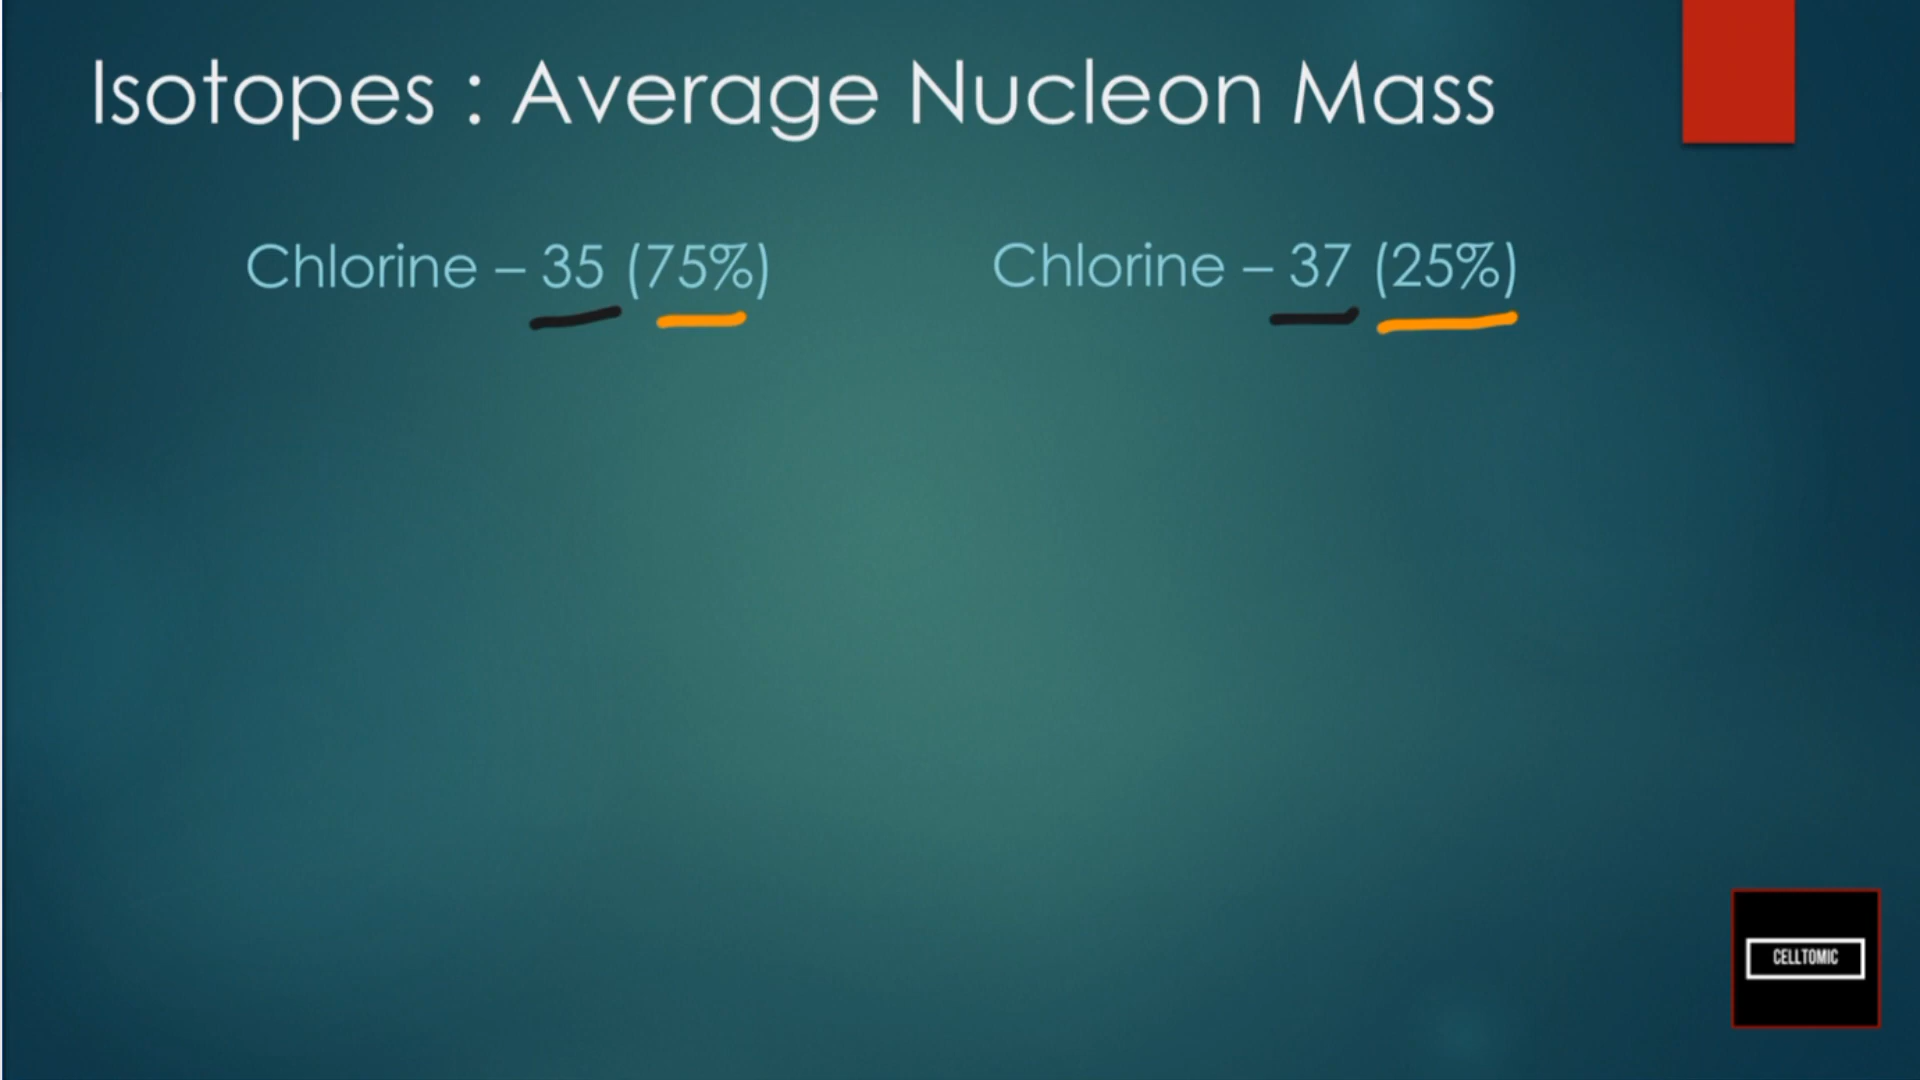 Isotopes : Average Nucleon Mass
Chlorine – 35 (75%)
Chlorine – 37 (25%)
CELLTOMIC